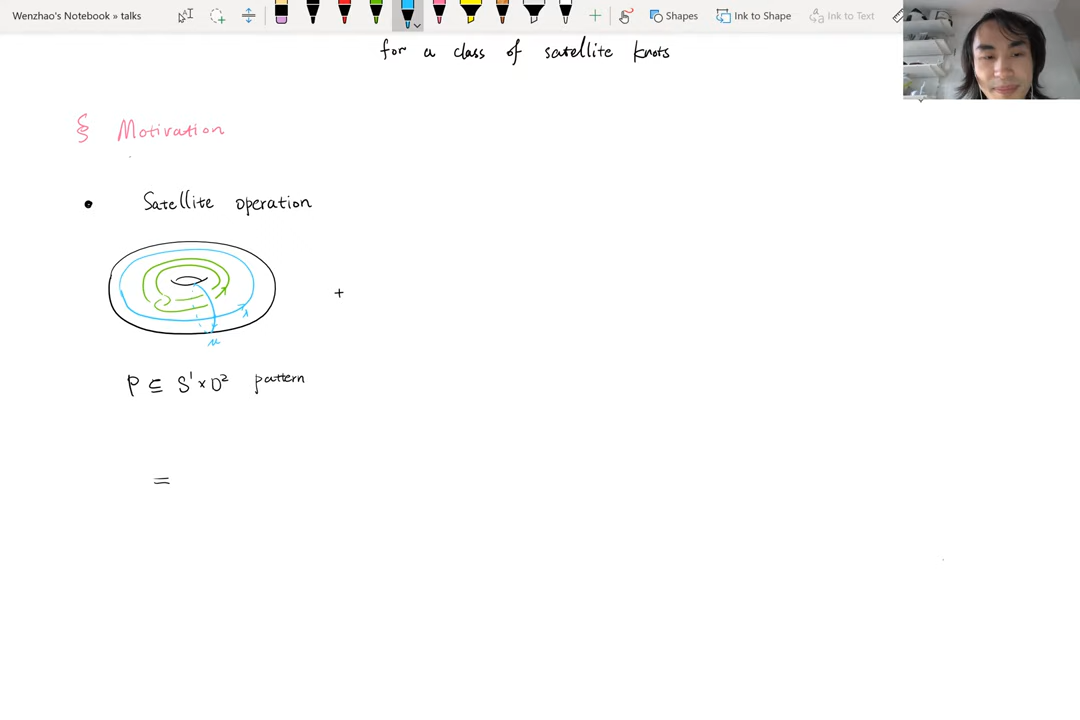 Wenzhao's Notebook » talks
Shapes
Ink to Shape
Ink to Text
for a class of satellite knots
§ Motivation
• Satellite operation
λ
+
μ
P ⊆ S¹ × D² pattern
=